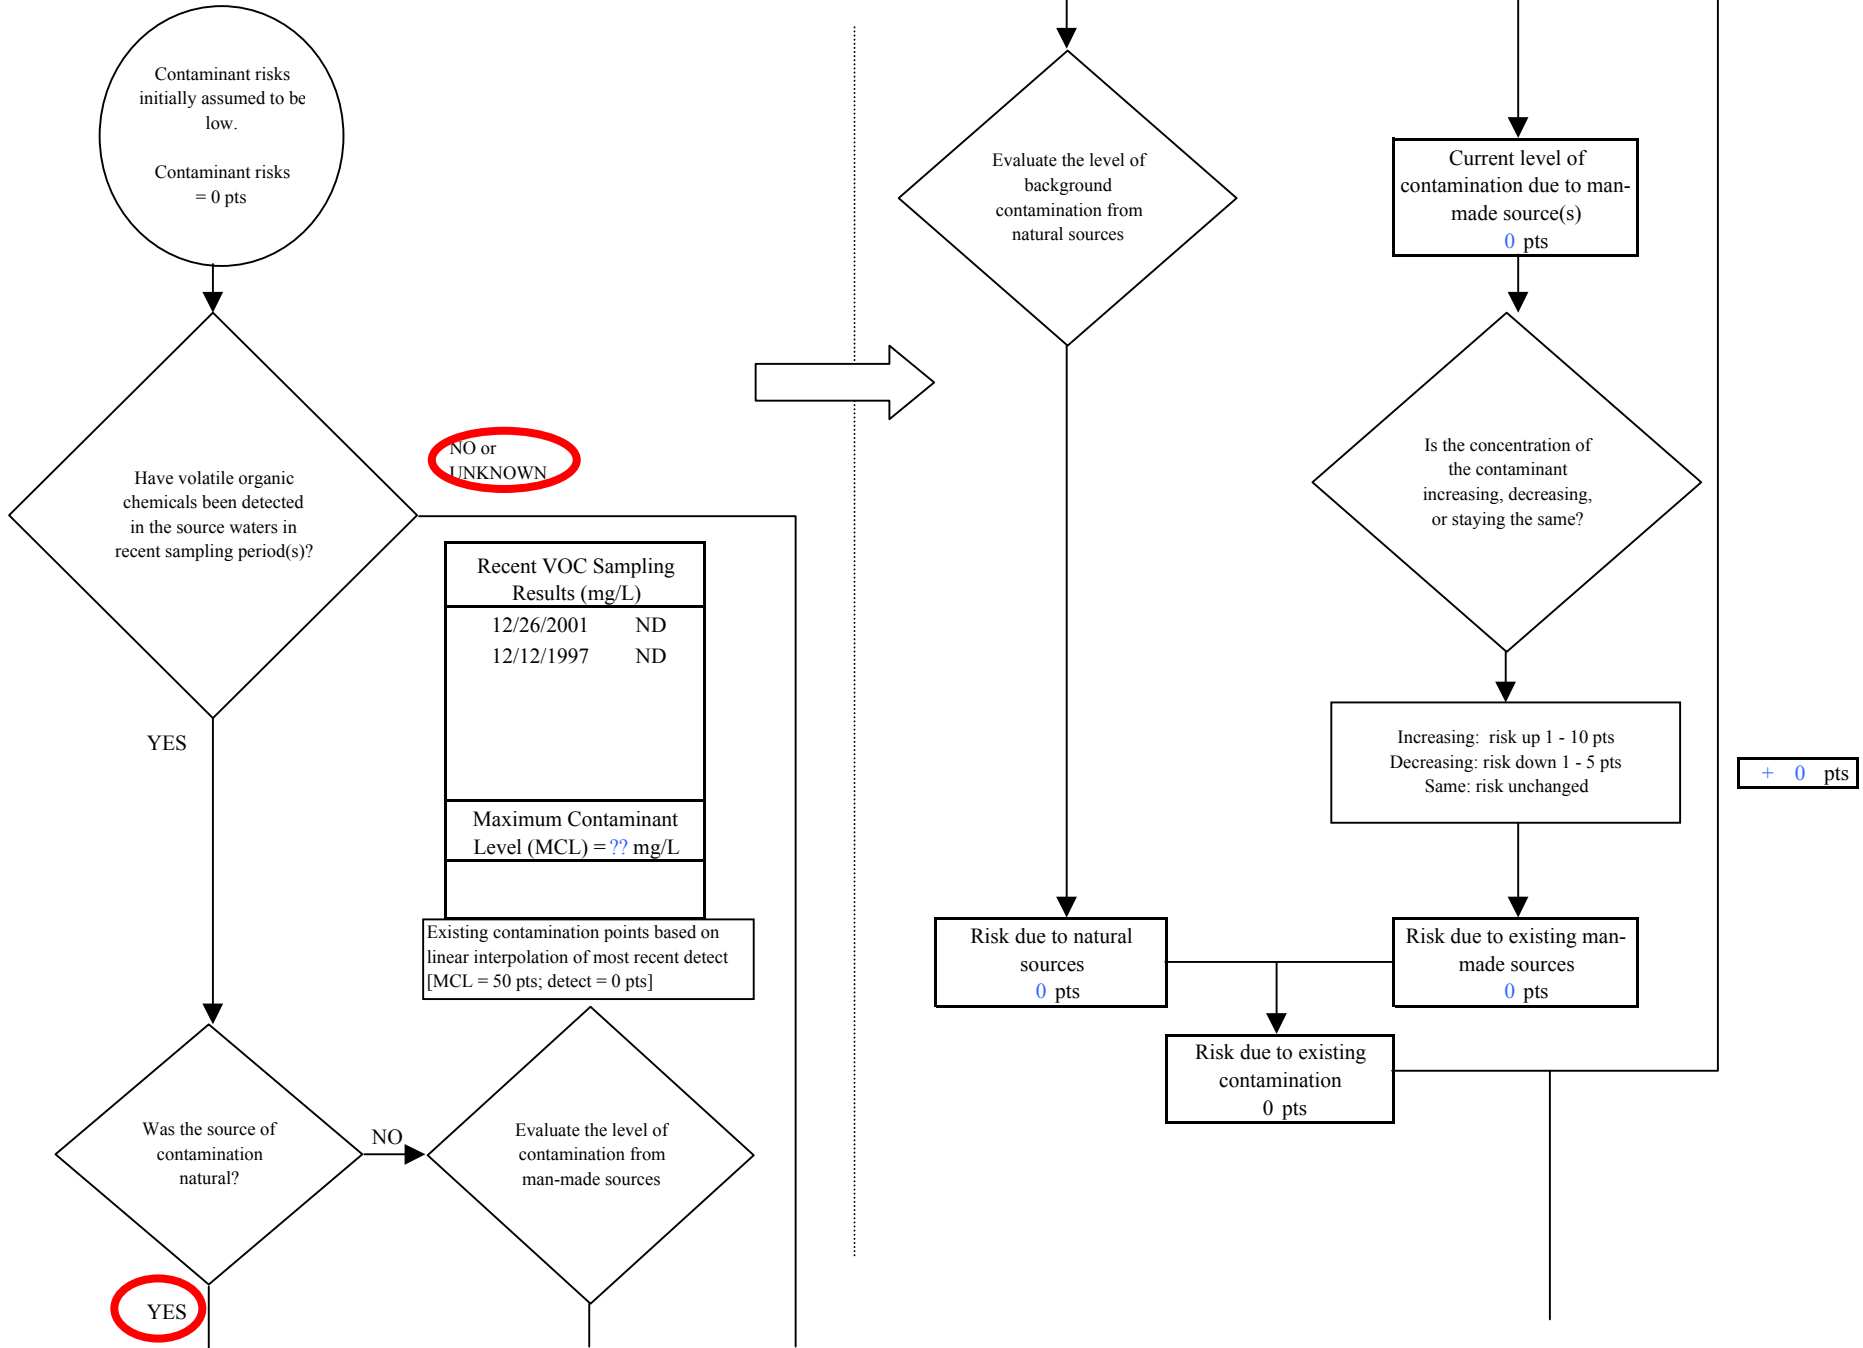 Contaminant risks
initially assumed to be
low.
Contaminant risks
= 0 pts
Have volatile organic
chemicals been detected
in the source waters in
recent sampling period(s)?
NO or
UNKNOWN
YES
Recent VOC Sampling
Results (mg/L)
12/26/2001 ND
12/12/1997 ND
Maximum Contaminant
Level (MCL) = ?? mg/L
Existing contamination points based on
linear interpolation of most recent detect
[MCL = 50 pts; detect = 0 pts]
Was the source of
contamination
natural?
NO
Evaluate the level of
contamination from
man-made sources
YES
Evaluate the level of
background
contamination from
natural sources
Current level of
contamination due to man-
made source(s)
0 pts
Is the concentration of
the contaminant
increasing, decreasing,
or staying the same?
Increasing: risk up 1 - 10 pts
Decreasing: risk down 1 - 5 pts
Same: risk unchanged
+ 0 pts
Risk due to natural
sources
0 pts
Risk due to existing man-
made sources
0 pts
Risk due to existing
contamination
0 pts